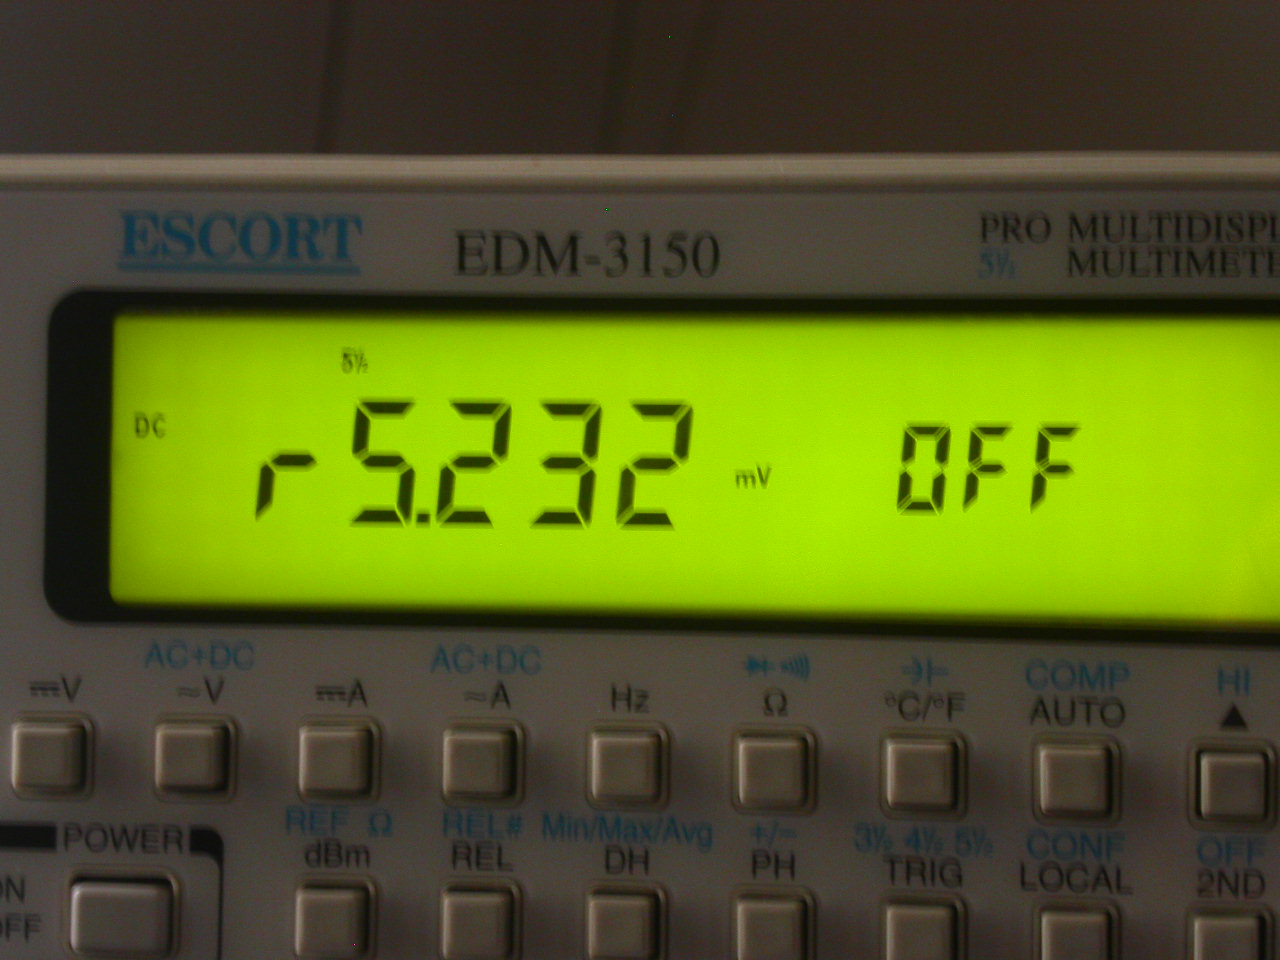 ESCORT EDM-3150 PRO MULTIDISPL
5½ MULTIMETE
5½
DC r5.232 mV OFF
AC+DC AC+DC COMP HI
⎓V ~V ⎓A ~A Hz Ω °C/°F AUTO ▲
REF Ω REL# Min/Max/Avg +/− 3½ 4½ 5½ CONF OFF
POWER dBm REL DH PH TRIG LOCAL 2ND
ON
OFF